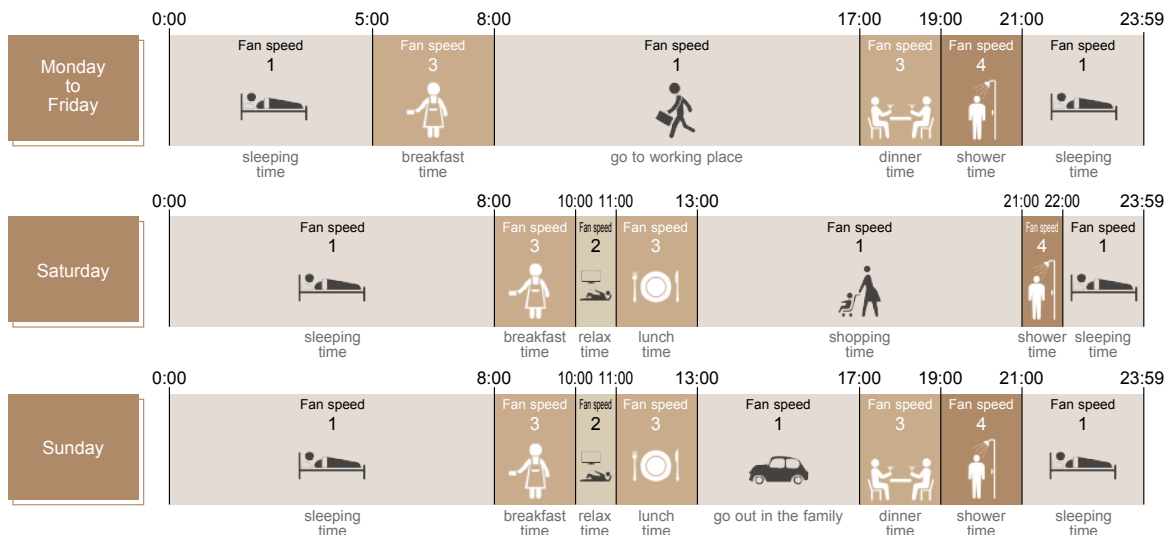 0:00 5:00 8:00 17:00 19:00 21:00 23:59
Monday
to
Friday
Fan speed Fan speed Fan speed Fan speed Fan speed Fan speed
1 3 1 3 4 1
sleeping breakfast go to working place dinner shower sleeping
time time time time time
0:00 8:00 10:00 11:00 13:00 21:00 22:00 23:59
Saturday
Fan speed Fan speed Fan speed Fan speed Fan speed Fan speed Fan speed
1 3 2 3 1 4 1
sleeping breakfast relax lunch shopping shower sleeping
time time time time time time time
0:00 8:00 10:00 11:00 13:00 17:00 19:00 21:00 23:59
Sunday
Fan speed Fan speed Fan speed Fan speed Fan speed Fan speed Fan speed Fan speed
1 3 2 3 1 3 4 1
sleeping breakfast relax lunch go out in the family dinner shower sleeping
time time time time time time time